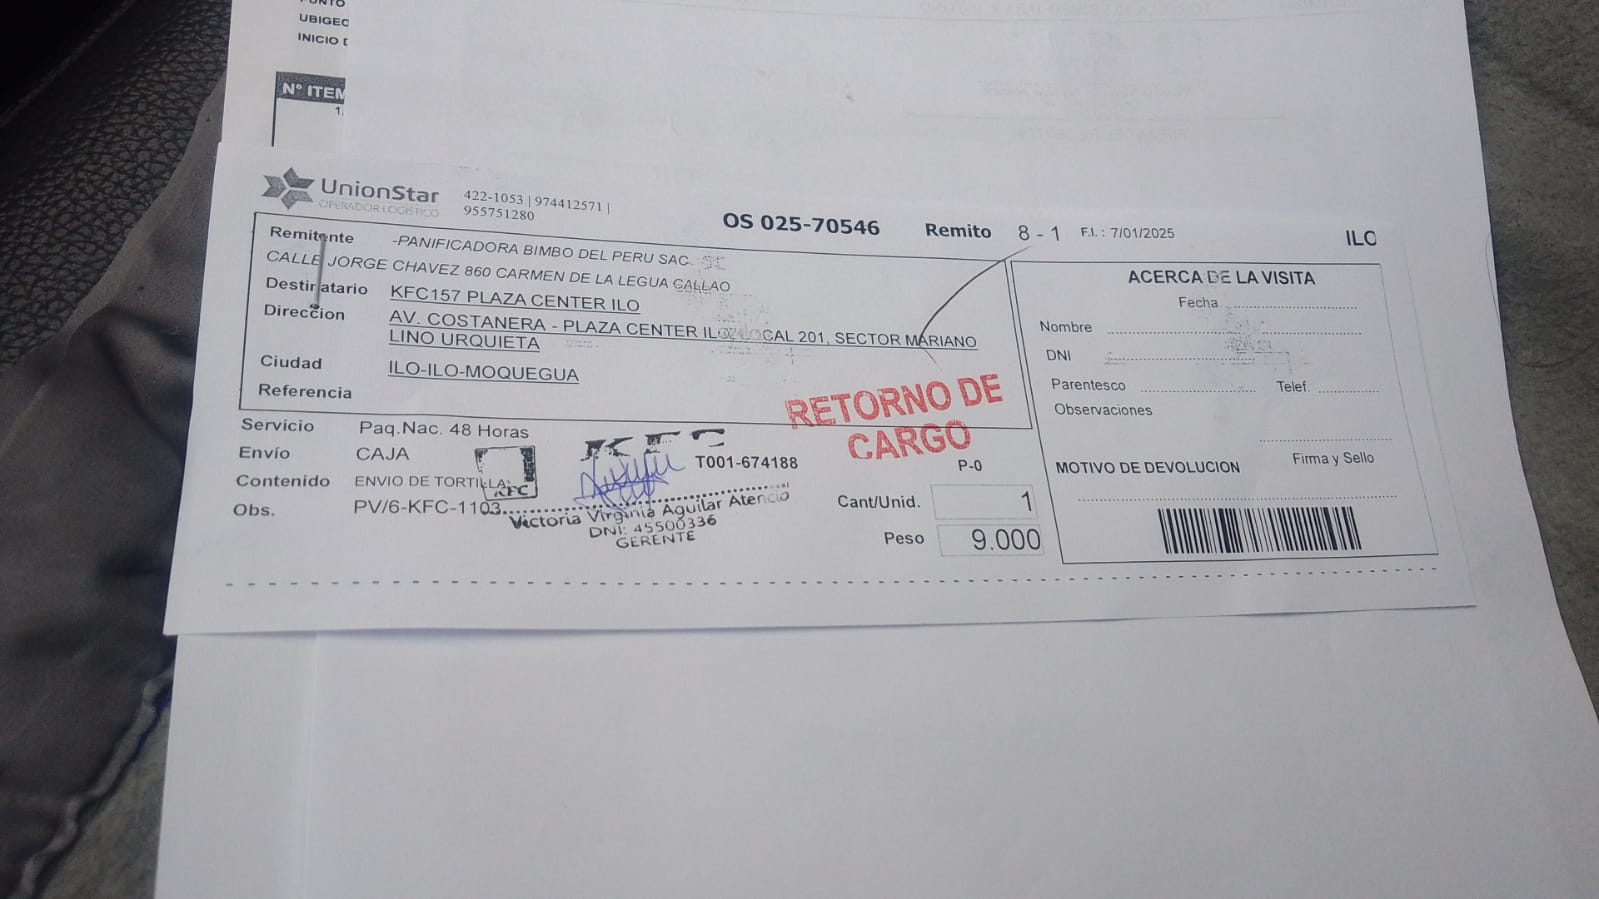 UBIGEO
INICIO D
N° ITEM
1,
UnionStar
OPERADOR LOGISTICO
422-1053 | 974412571 |
955751280
OS 025-70546
Remito 8 - 1 F.I. : 7/01/2025
ILO
Remitente -PANIFICADORA BIMBO DEL PERU SAC
CALLE JORGE CHAVEZ 860 CARMEN DE LA LEGUA CALLAO
Destinatario KFC157 PLAZA CENTER ILO
Direccion AV. COSTANERA - PLAZA CENTER ILO, LOCAL 201, SECTOR MARIANO
LINO URQUIETA
Ciudad ILO-ILO-MOQUEGUA
Referencia
ACERCA DE LA VISITA
Fecha
Nombre
DNI
Parentesco Telef.
Observaciones
Firma y Sello
MOTIVO DE DEVOLUCION
RETORNO DE
CARGO
Servicio Paq.Nac. 48 Horas
Envío CAJA
Contenido ENVIO DE TORTILLA
Obs. PV/6-KFC-1103
KFC
KFC
T001-674188
Victoria Virginia Aguilar Atencio
DNI: 45500336
GERENTE
P-0
Cant/Unid. 1
Peso 9.000